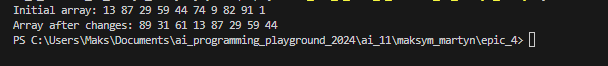 Initial array: 13 87 29 59 44 74 9 82 91 1
Array after changes: 89 31 61 13 87 29 59 44
PS C:\Users\Maks\Documents\ai_programming_playground_2024\ai_11\maksym_martyn\epic_4>